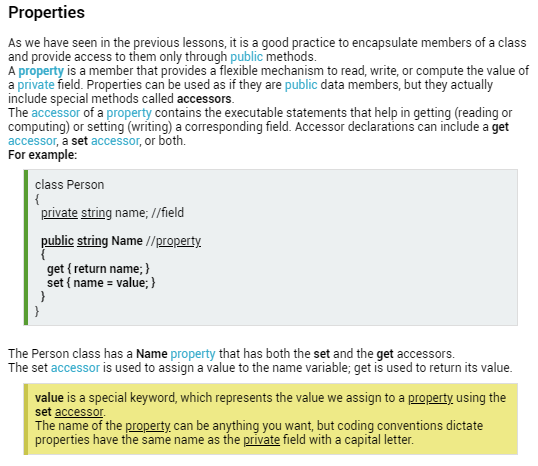 Properties
As we have seen in the previous lessons, it is a good practice to encapsulate members of a class
and provide access to them only through public methods.
A property is a member that provides a flexible mechanism to read, write, or compute the value of
a private field. Properties can be used as if they are public data members, but they actually
include special methods called accessors.
The accessor of a property contains the executable statements that help in getting (reading or
computing) or setting (writing) a corresponding field. Accessor declarations can include a get
accessor, a set accessor, or both.
For example:
class Person
{
private string name; //field
public string Name //property
{
get { return name; }
set { name = value; }
}
}
The Person class has a Name property that has both the set and the get accessors.
The set accessor is used to assign a value to the name variable; get is used to return its value.
value is a special keyword, which represents the value we assign to a property using the
set accessor.
The name of the property can be anything you want, but coding conventions dictate
properties have the same name as the private field with a capital letter.